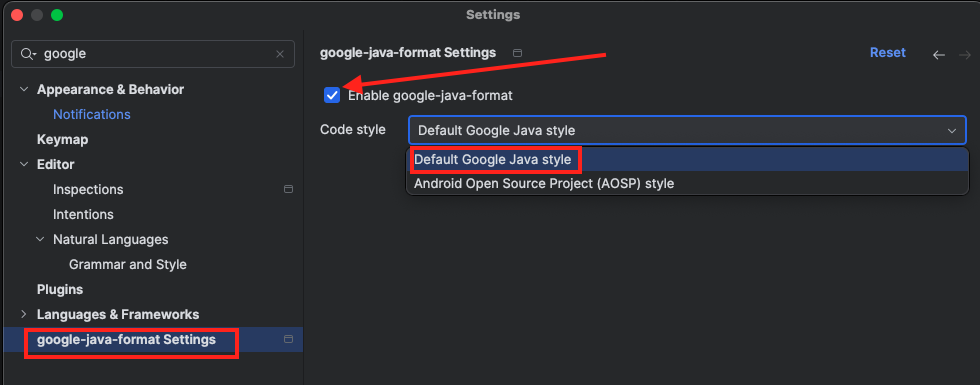 Settings
google
Appearance & Behavior
Notifications
Keymap
Editor
Inspections
Intentions
Natural Languages
Grammar and Style
Plugins
Languages & Frameworks
google-java-format Settings
google-java-format Settings
Reset
Enable google-java-format
Code style
Default Google Java style
Default Google Java style
Android Open Source Project (AOSP) style